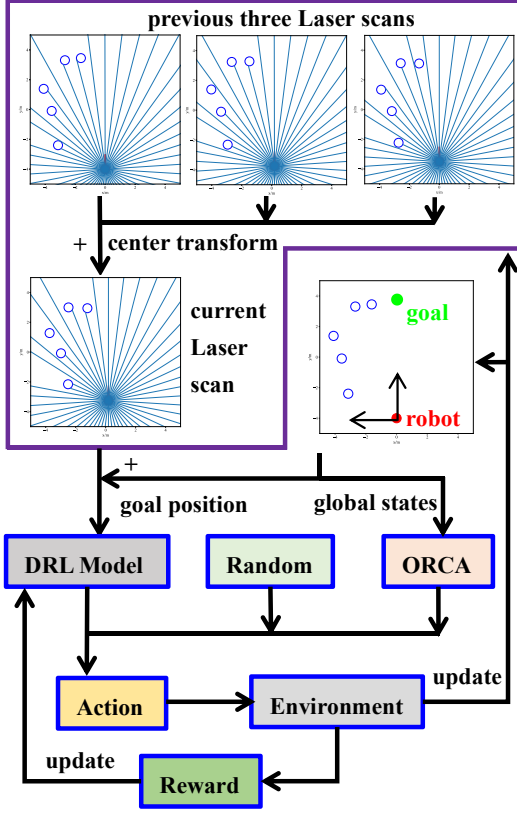 previous three Laser scans
+ center transform
current
Laser
scan
goal
robot
+
goal position
global states
DRL Model
Random
ORCA
Action
Environment
update
update
Reward